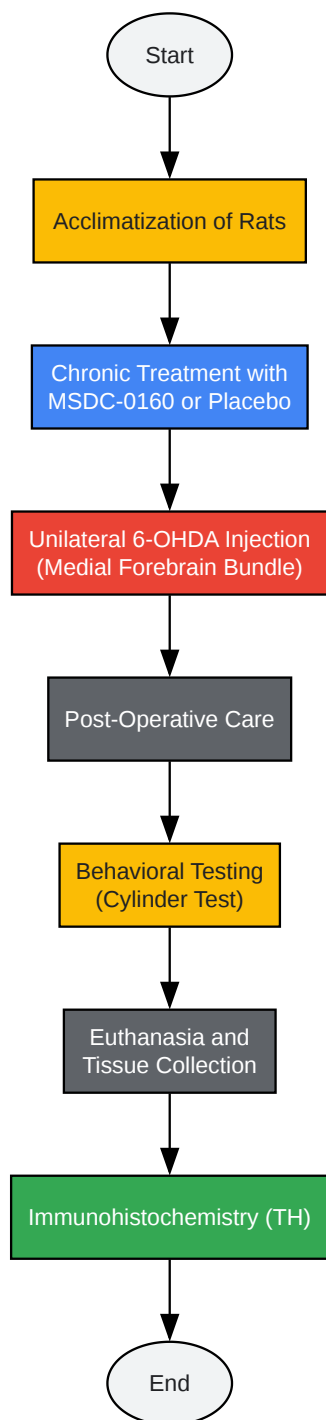 Start
Acclimatization of Rats
Chronic Treatment with
MSDC-0160 or Placebo
Unilateral 6-OHDA Injection
(Medial Forebrain Bundle)
Post-Operative Care
Behavioral Testing
(Cylinder Test)
Euthanasia and
Tissue Collection
Immunohistochemistry (TH)
End